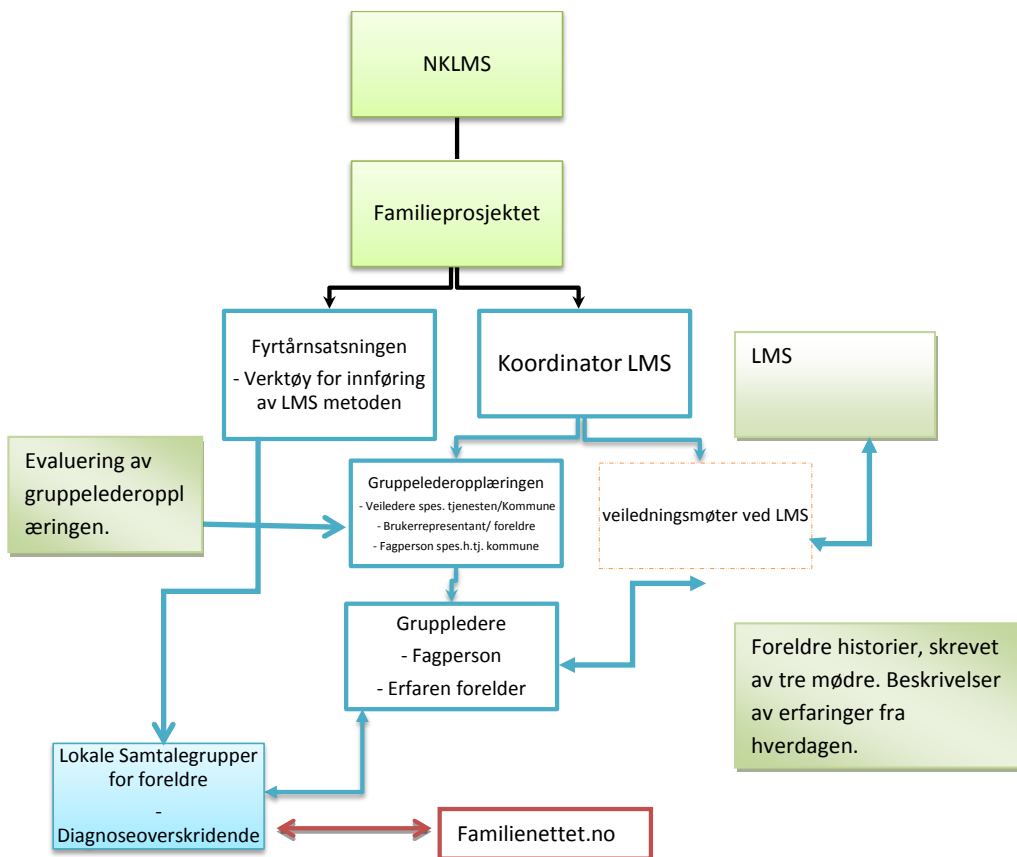 NKLMS
Familieprosjektet
Fyrtårnsatsningen
- Verktøy for innføring
av LMS metoden
Koordinator LMS
LMS
Evaluering av
gruppelederoppl
æringen.
Gruppelederopplæringen
- Veiledere spes. tjenesten/Kommune
- Brukerrepresentant/ foreldre
- Fagperson spes.h.tj. kommune
veiledningsmøter ved LMS
Gruppledere
- Fagperson
- Erfaren forelder
Foreldre historier, skrevet
av tre mødre. Beskrivelser
av erfaringer fra
hverdagen.
Lokale Samtalegrupper
for foreldre
-
Diagnoseoverskridende
Familienettet.no